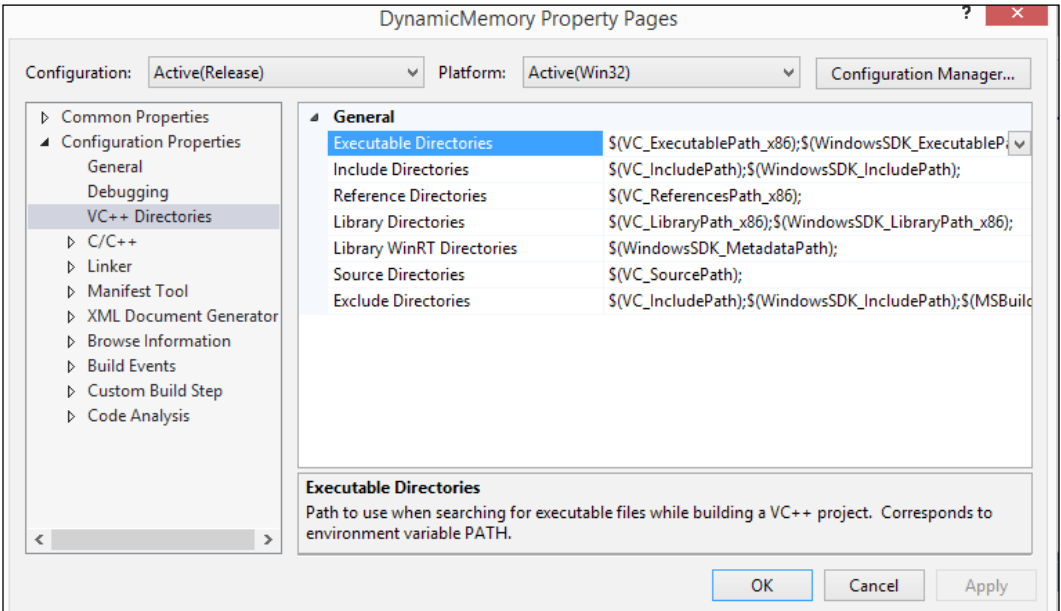 DynamicMemory Property Pages
?
Configuration: Active(Release) Platform: Active(Win32) Configuration Manager...
Common Properties
Configuration Properties
General
Debugging
VC++ Directories
C/C++
Linker
Manifest Tool
XML Document Generator
Browse Information
Build Events
Custom Build Step
Code Analysis
General
Executable Directories $(VC_ExecutablePath_x86);$(WindowsSDK_ExecutableP
Include Directories $(VC_IncludePath);$(WindowsSDK_IncludePath);
Reference Directories $(VC_ReferencesPath_x86);
Library Directories $(VC_LibraryPath_x86);$(WindowsSDK_LibraryPath_x86);
Library WinRT Directories $(WindowsSDK_MetadataPath);
Source Directories $(VC_SourcePath);
Exclude Directories $(VC_IncludePath);$(WindowsSDK_IncludePath);$(MSBuild
Executable Directories
Path to use when searching for executable files while building a VC++ project. Corresponds to
environment variable PATH.
OK Cancel Apply